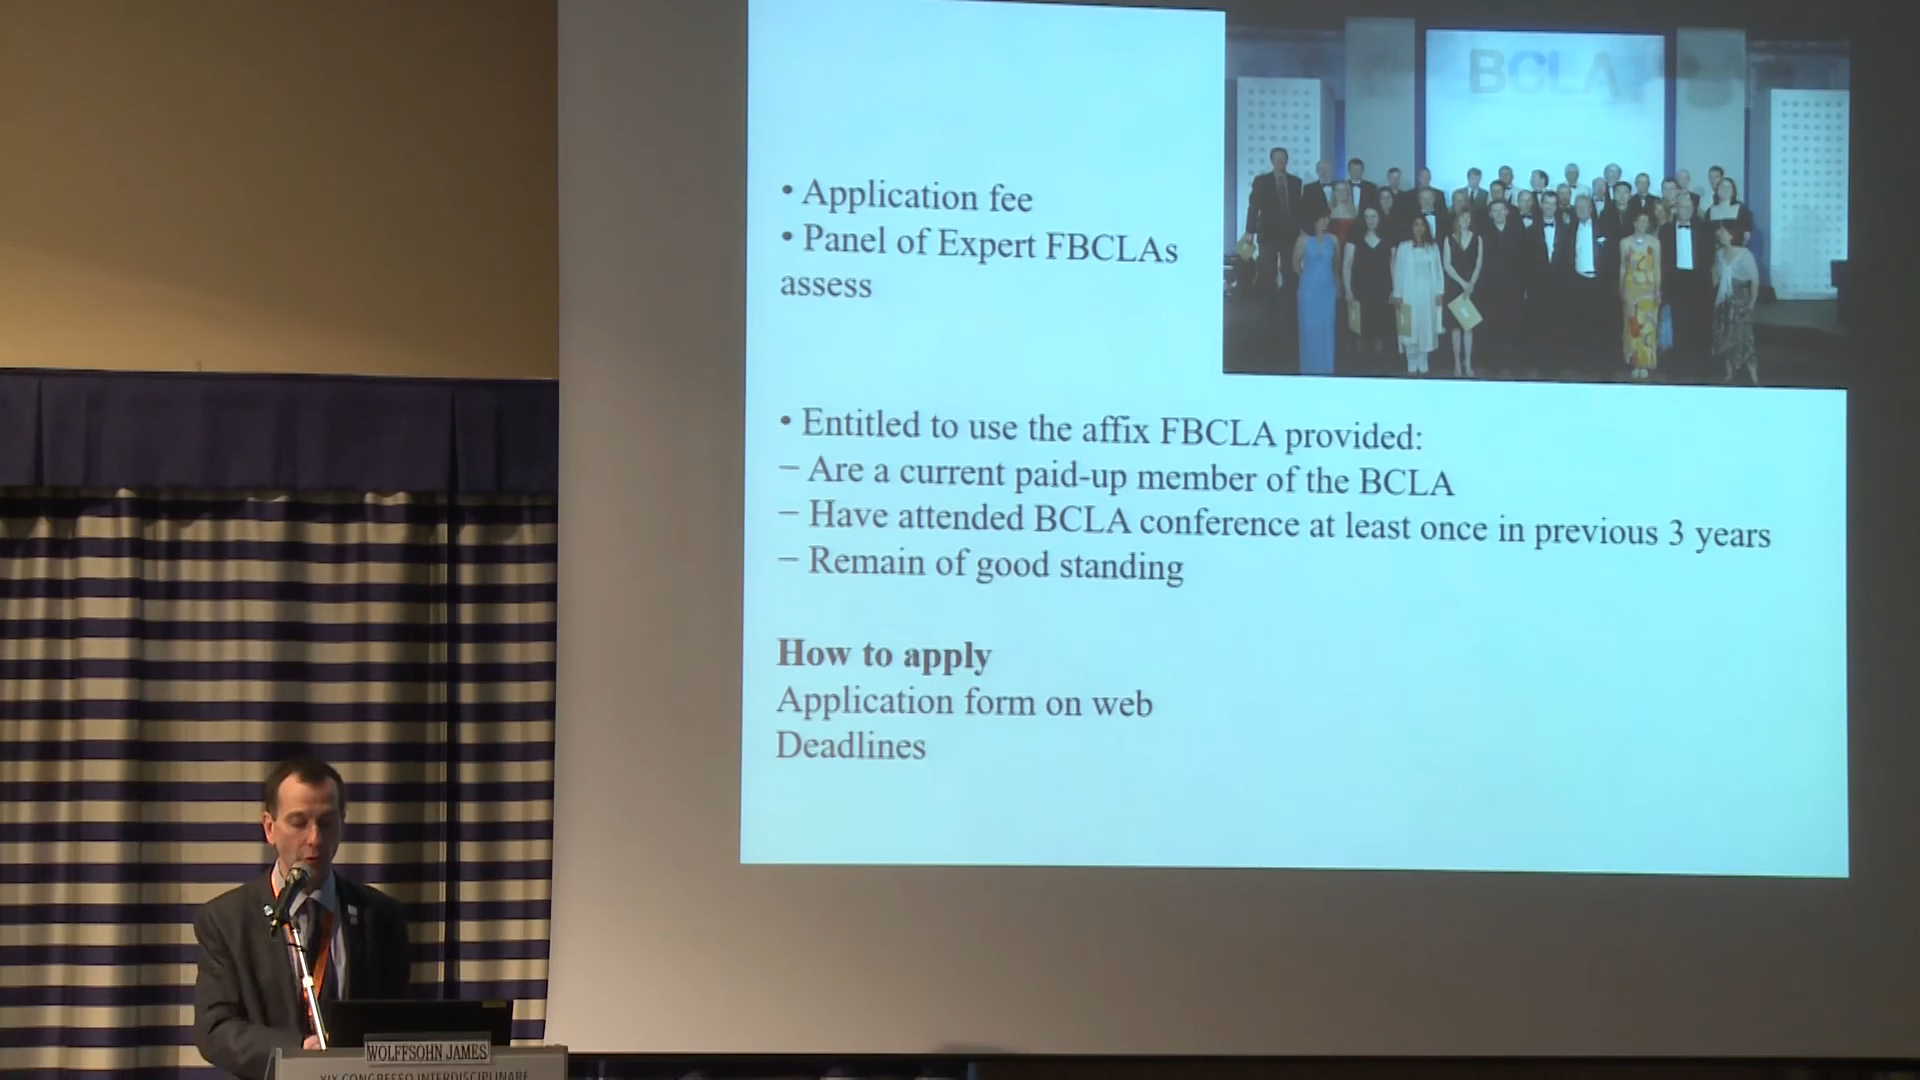 BCLA
• Application fee
• Panel of Expert FBCLAs
assess
• Entitled to use the affix FBCLA provided:
– Are a current paid-up member of the BCLA
– Have attended BCLA conference at least once in previous 3 years
– Remain of good standing
How to apply
Application form on web
Deadlines
WOLFFSOHN JAMES
XIX CONGRESSO INTERDISCIPLINARE